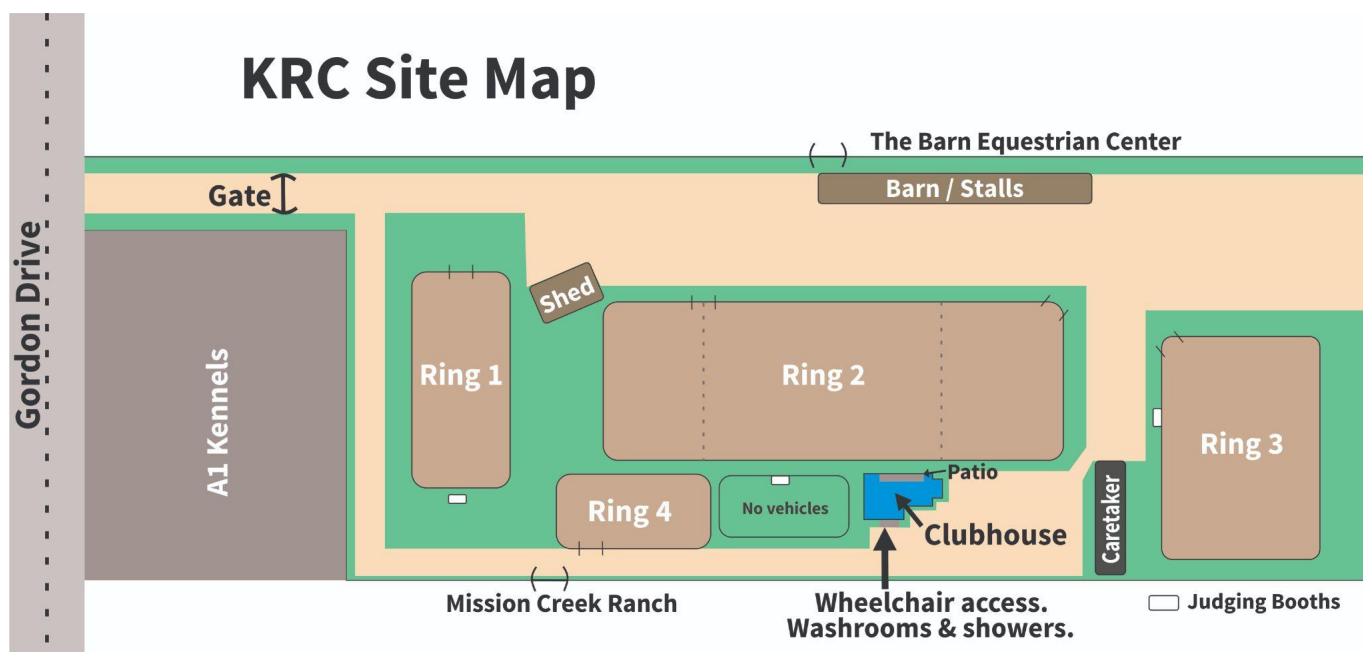 KRC Site Map
The Barn Equestrian Center
Barn / Stalls
Gate
Gordon Drive
A1 Kennels
Shed
Ring 1
Ring 2
Ring 3
Patio
Ring 4
No vehicles
Clubhouse
Caretaker
Mission Creek Ranch
Wheelchair access.
Washrooms & showers.
Judging Booths